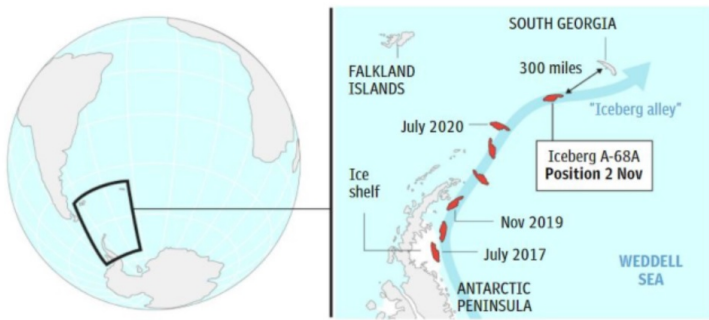 SOUTH GEORGIA
FALKLAND
ISLANDS
300 miles
"Iceberg alley"
July 2020
Iceberg A-68A
Position 2 Nov
Ice
shelf
Nov 2019
July 2017
WEDDELL
SEA
ANTARCTIC
PENINSULA